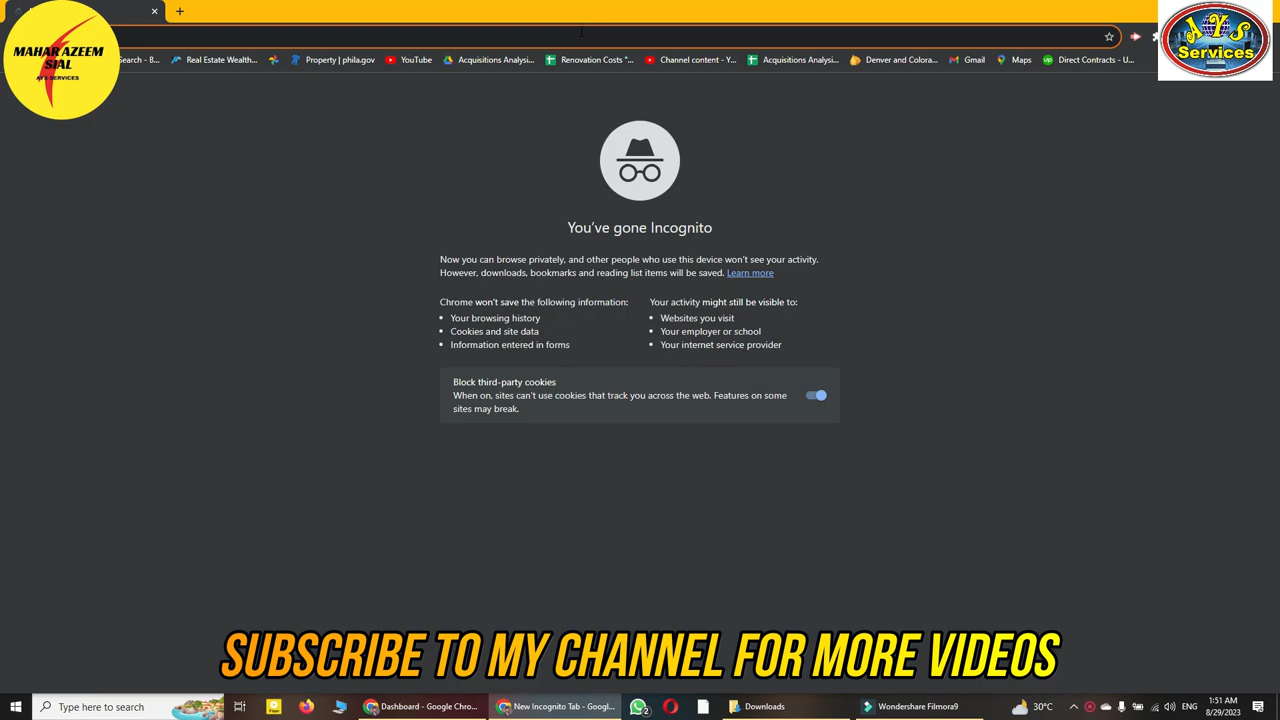 MAHAR AZEEM
SIAL
AYS SERVICES
AYS
Services
Search - B...
Real Estate Wealth...
Property | phila.gov
YouTube
Acquisitions Analysi...
Renovation Costs "...
Channel content - Y...
Acquisitions Analysi...
Denver and Colora...
Gmail
Maps
Direct Contracts - U...
You've gone Incognito
Now you can browse privately, and other people who use this device won't see your activity.
However, downloads, bookmarks and reading list items will be saved. Learn more
Chrome won't save the following information:
Your browsing history
Cookies and site data
Information entered in forms
Your activity might still be visible to:
Websites you visit
Your employer or school
Your internet service provider
Block third-party cookies
When on, sites can't use cookies that track you across the web. Features on some
sites may break.
SUBSCRIBE TO MY CHANNEL FOR MORE VIDEOS
Type here to search
Dashboard - Google Chro...
New Incognito Tab - Googl...
2
Downloads
Wondershare Filmora9
30°C
ENG
1:51 AM
8/29/2023